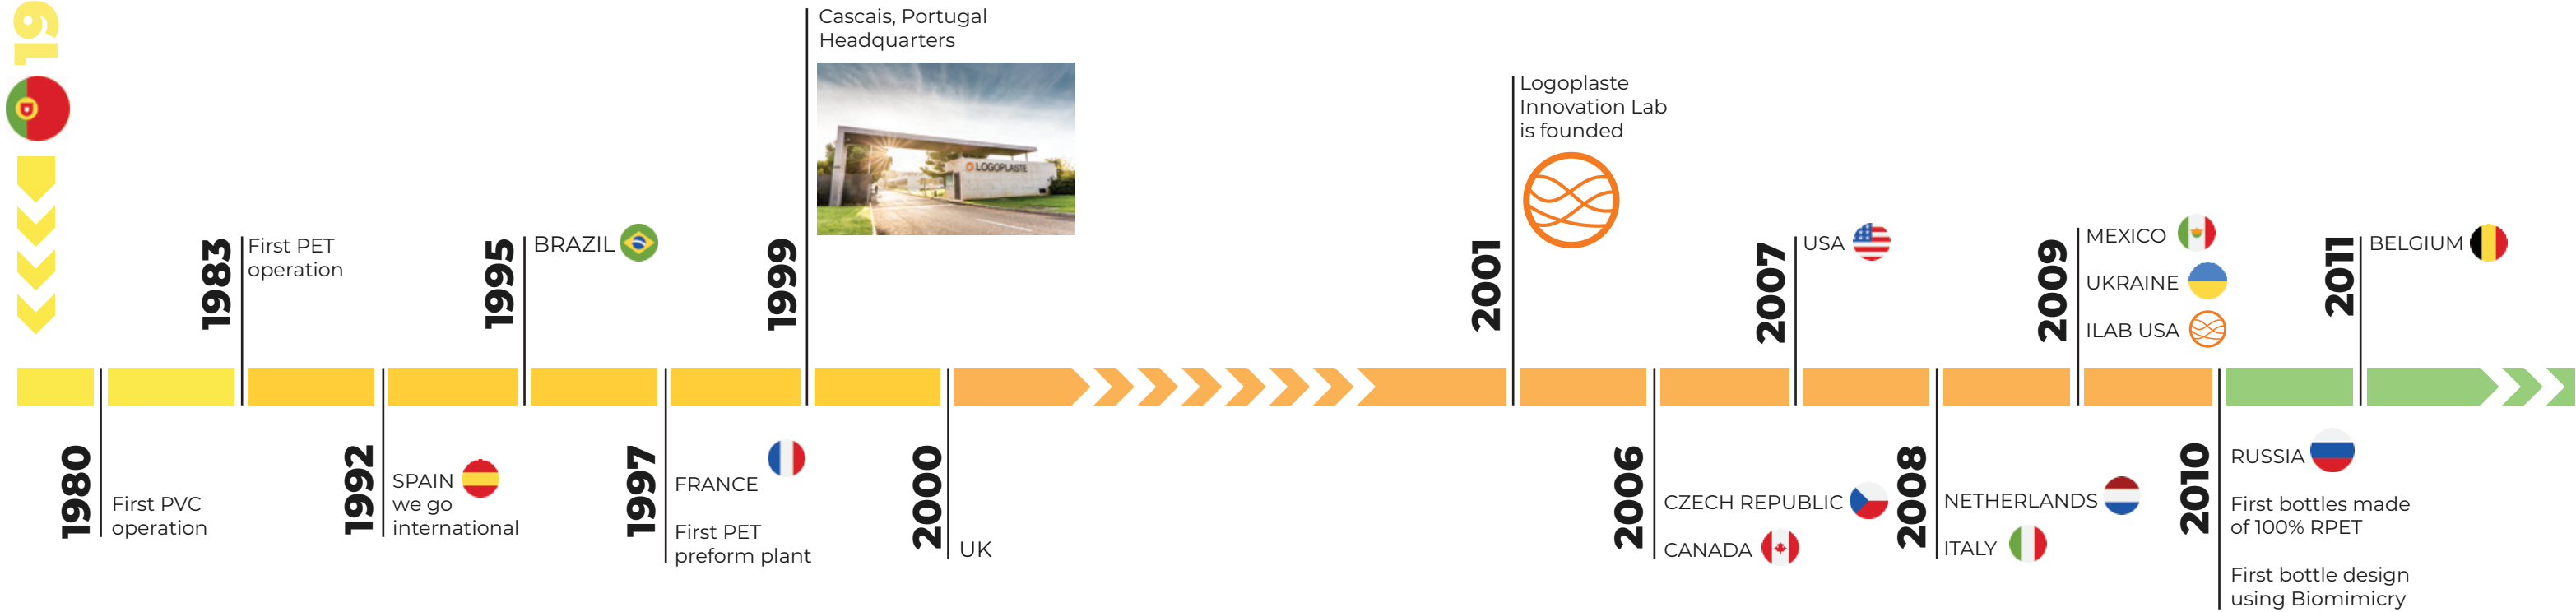 19
1980
First PVC
operation
1983
First PET
operation
1992
SPAIN
we go
international
1995
BRAZIL
1997
FRANCE
First PET
preform plant
1999
Cascais, Portugal
Headquarters
LOGOPLASTE
2000
UK
2001
Logoplaste
Innovation Lab
is founded
2006
CZECH REPUBLIC
CANADA
2007
USA
2008
NETHERLANDS
ITALY
2009
MEXICO
UKRAINE
ILAB USA
2010
RUSSIA
First bottles made
of 100% RPET
First bottle design
using Biomimicry
2011
BELGIUM